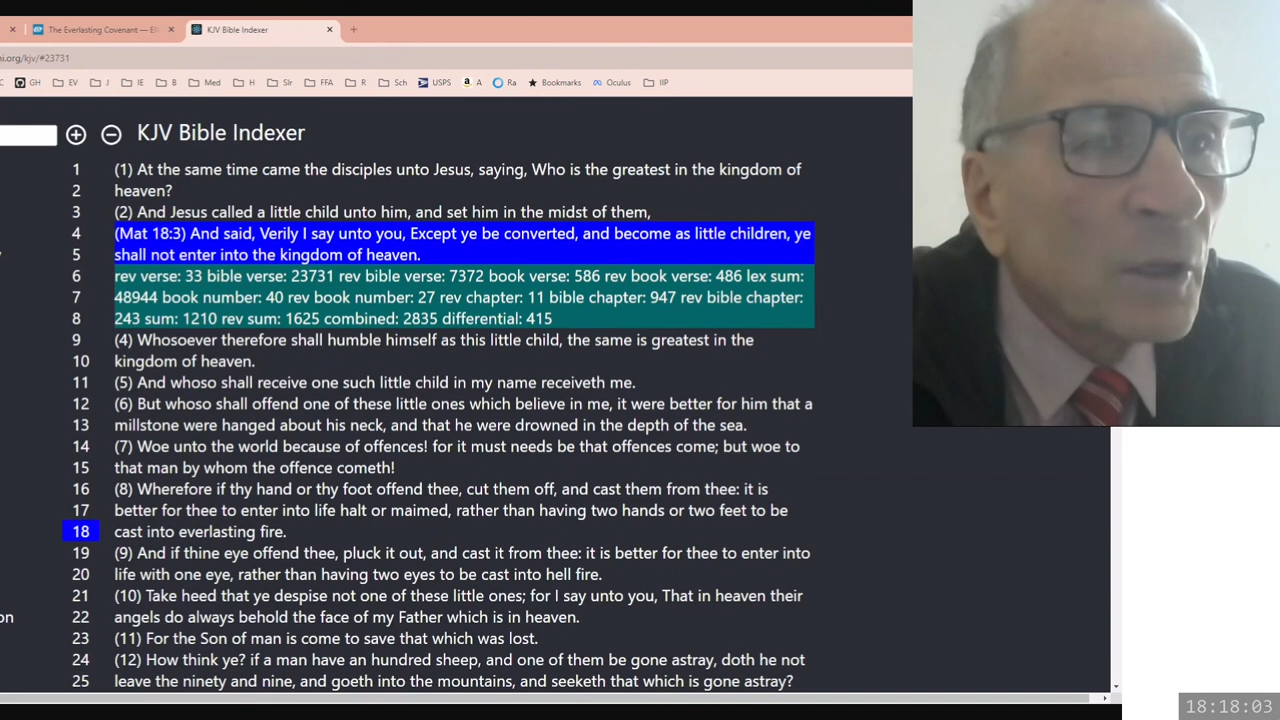 The Everlasting Covenant — Ell
KJV Bible Indexer
ni.org/kjv/#23731
GH EV J IE B Med H Slr FFA R Sch USPS A Ra Bookmarks Oculus IIP
KJV Bible Indexer
1 (1) At the same time came the disciples unto Jesus, saying, Who is the greatest in the kingdom of
2 heaven?
3 (2) And Jesus called a little child unto him, and set him in the midst of them,
4 (Mat 18:3) And said, Verily I say unto you, Except ye be converted, and become as little children, ye
5 shall not enter into the kingdom of heaven.
6 rev verse: 33 bible verse: 23731 rev bible verse: 7372 book verse: 586 rev book verse: 486 lex sum:
7 48944 book number: 40 rev book number: 27 rev chapter: 11 bible chapter: 947 rev bible chapter:
8 243 sum: 1210 rev sum: 1625 combined: 2835 differential: 415
9 (4) Whosoever therefore shall humble himself as this little child, the same is greatest in the
10 kingdom of heaven.
11 (5) And whoso shall receive one such little child in my name receiveth me.
12 (6) But whoso shall offend one of these little ones which believe in me, it were better for him that a
13 millstone were hanged about his neck, and that he were drowned in the depth of the sea.
14 (7) Woe unto the world because of offences! for it must needs be that offences come; but woe to
15 that man by whom the offence cometh!
16 (8) Wherefore if thy hand or thy foot offend thee, cut them off, and cast them from thee: it is
17 better for thee to enter into life halt or maimed, rather than having two hands or two feet to be
18 cast into everlasting fire.
19 (9) And if thine eye offend thee, pluck it out, and cast it from thee: it is better for thee to enter into
20 life with one eye, rather than having two eyes to be cast into hell fire.
21 (10) Take heed that ye despise not one of these little ones; for I say unto you, That in heaven their
on 22 angels do always behold the face of my Father which is in heaven.
23 (11) For the Son of man is come to save that which was lost.
24 (12) How think ye? if a man have an hundred sheep, and one of them be gone astray, doth he not
25 leave the ninety and nine, and goeth into the mountains, and seeketh that which is gone astray?
18:18:03